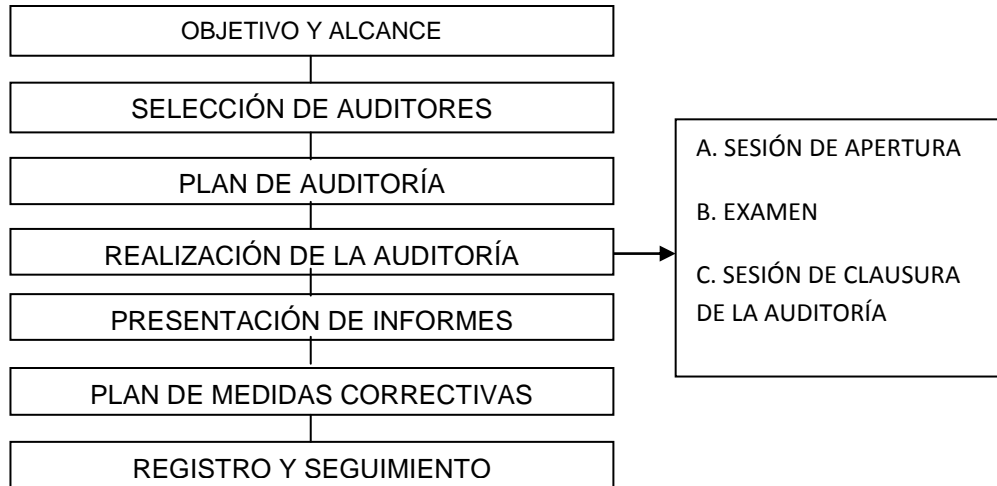 OBJETIVO Y ALCANCE
SELECCIÓN DE AUDITORES
PLAN DE AUDITORÍA
REALIZACIÓN DE LA AUDITORÍA
PRESENTACIÓN DE INFORMES
PLAN DE MEDIDAS CORRECTIVAS
REGISTRO Y SEGUIMIENTO
A. SESIÓN DE APERTURA
B. EXAMEN
C. SESIÓN DE CLAUSURA
DE LA AUDITORÍA